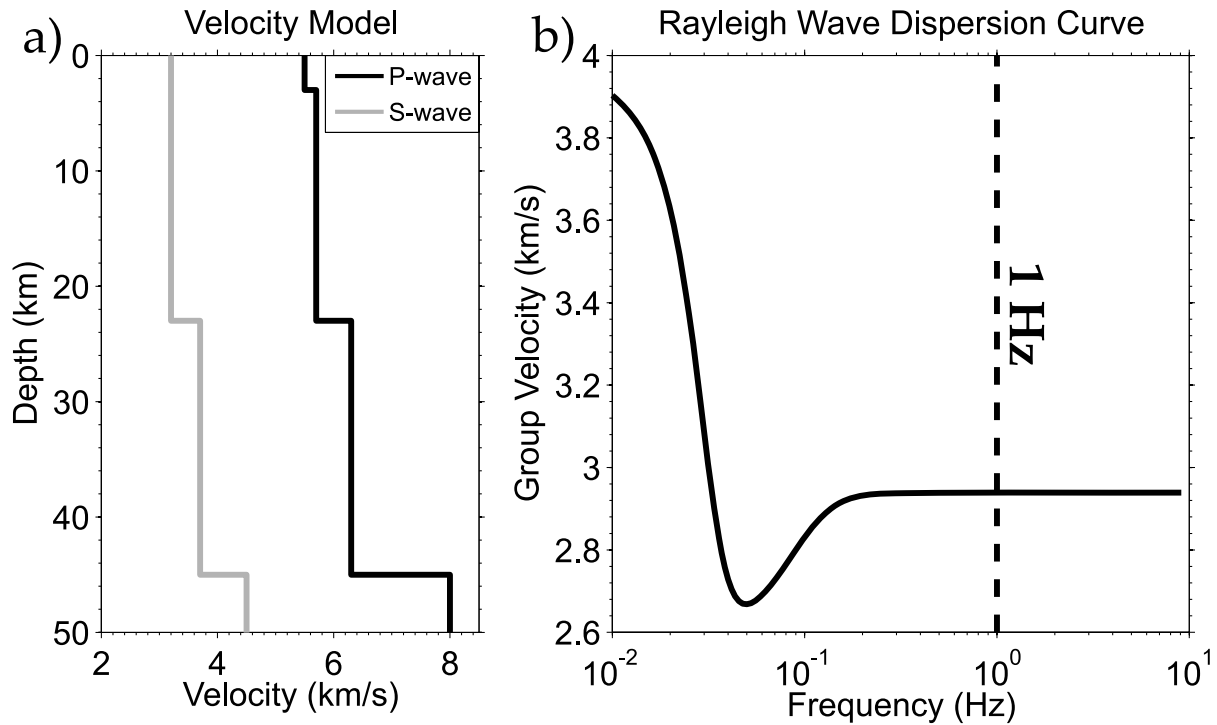 a)
Velocity Model
P-wave
S-wave
0
10
20
30
40
50
Depth (km)
2
4
6
8
Velocity (km/s)
b)
Rayleigh Wave Dispersion Curve
4
3.8
3.6
3.4
3.2
3
2.8
2.6
Group Velocity (km/s)
1 Hz
10^-2
10^-1
10^0
10^1
Frequency (Hz)